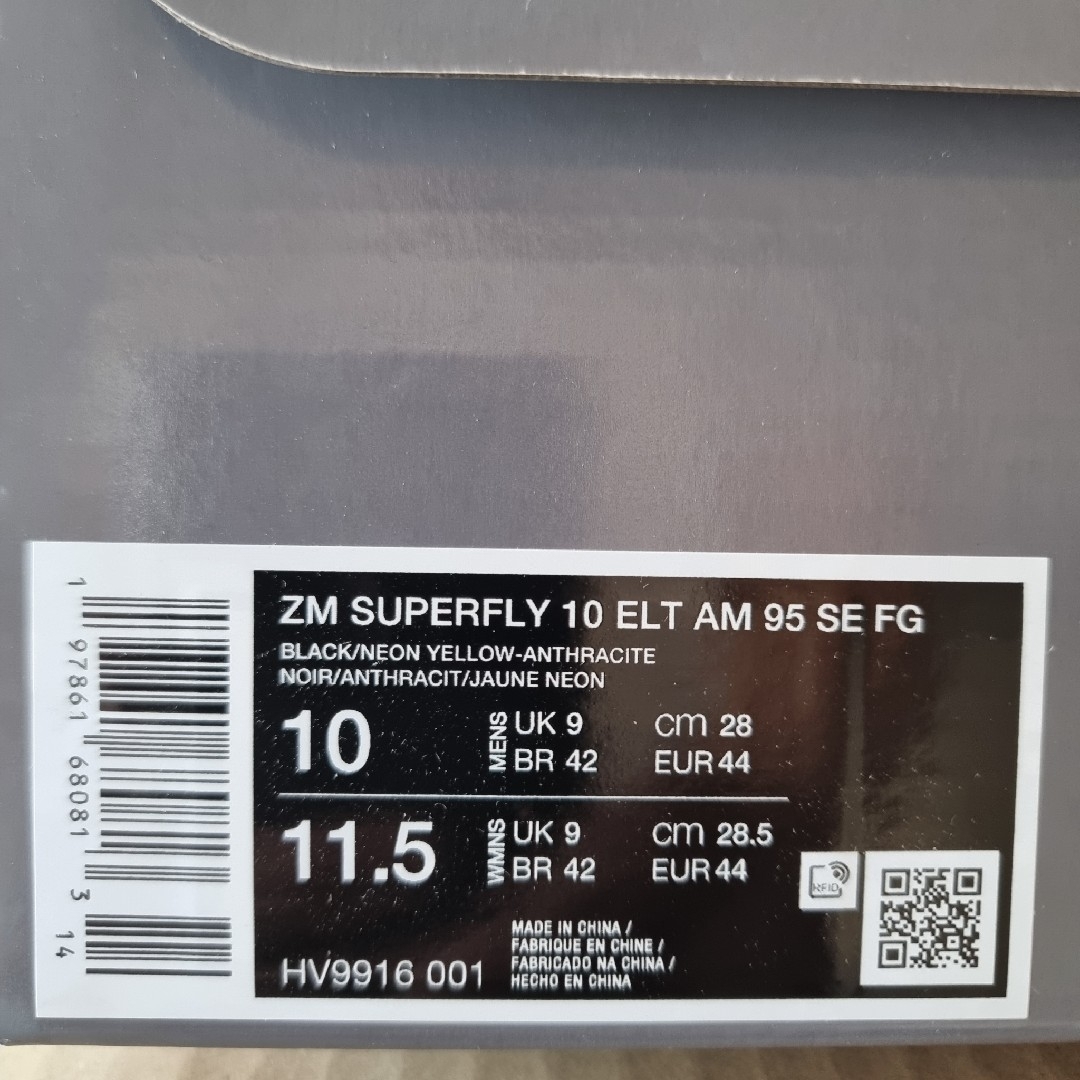 ZM SUPERFLY 10 ELT AM 95 SE FG
BLACK/NEON YELLOW-ANTHRACITE
NOIR/ANTHRACIT/JAUNE NEON
10 MENS UK 9 cm 28
BR 42 EUR 44
11.5 WMNS UK 9 cm 28.5
BR 42 EUR 44
RFID
MADE IN CHINA /
FABRIQUE EN CHINE /
FABRICADO NA CHINA /
HECHO EN CHINA
HV9916 001
1 97861 68081 3 14